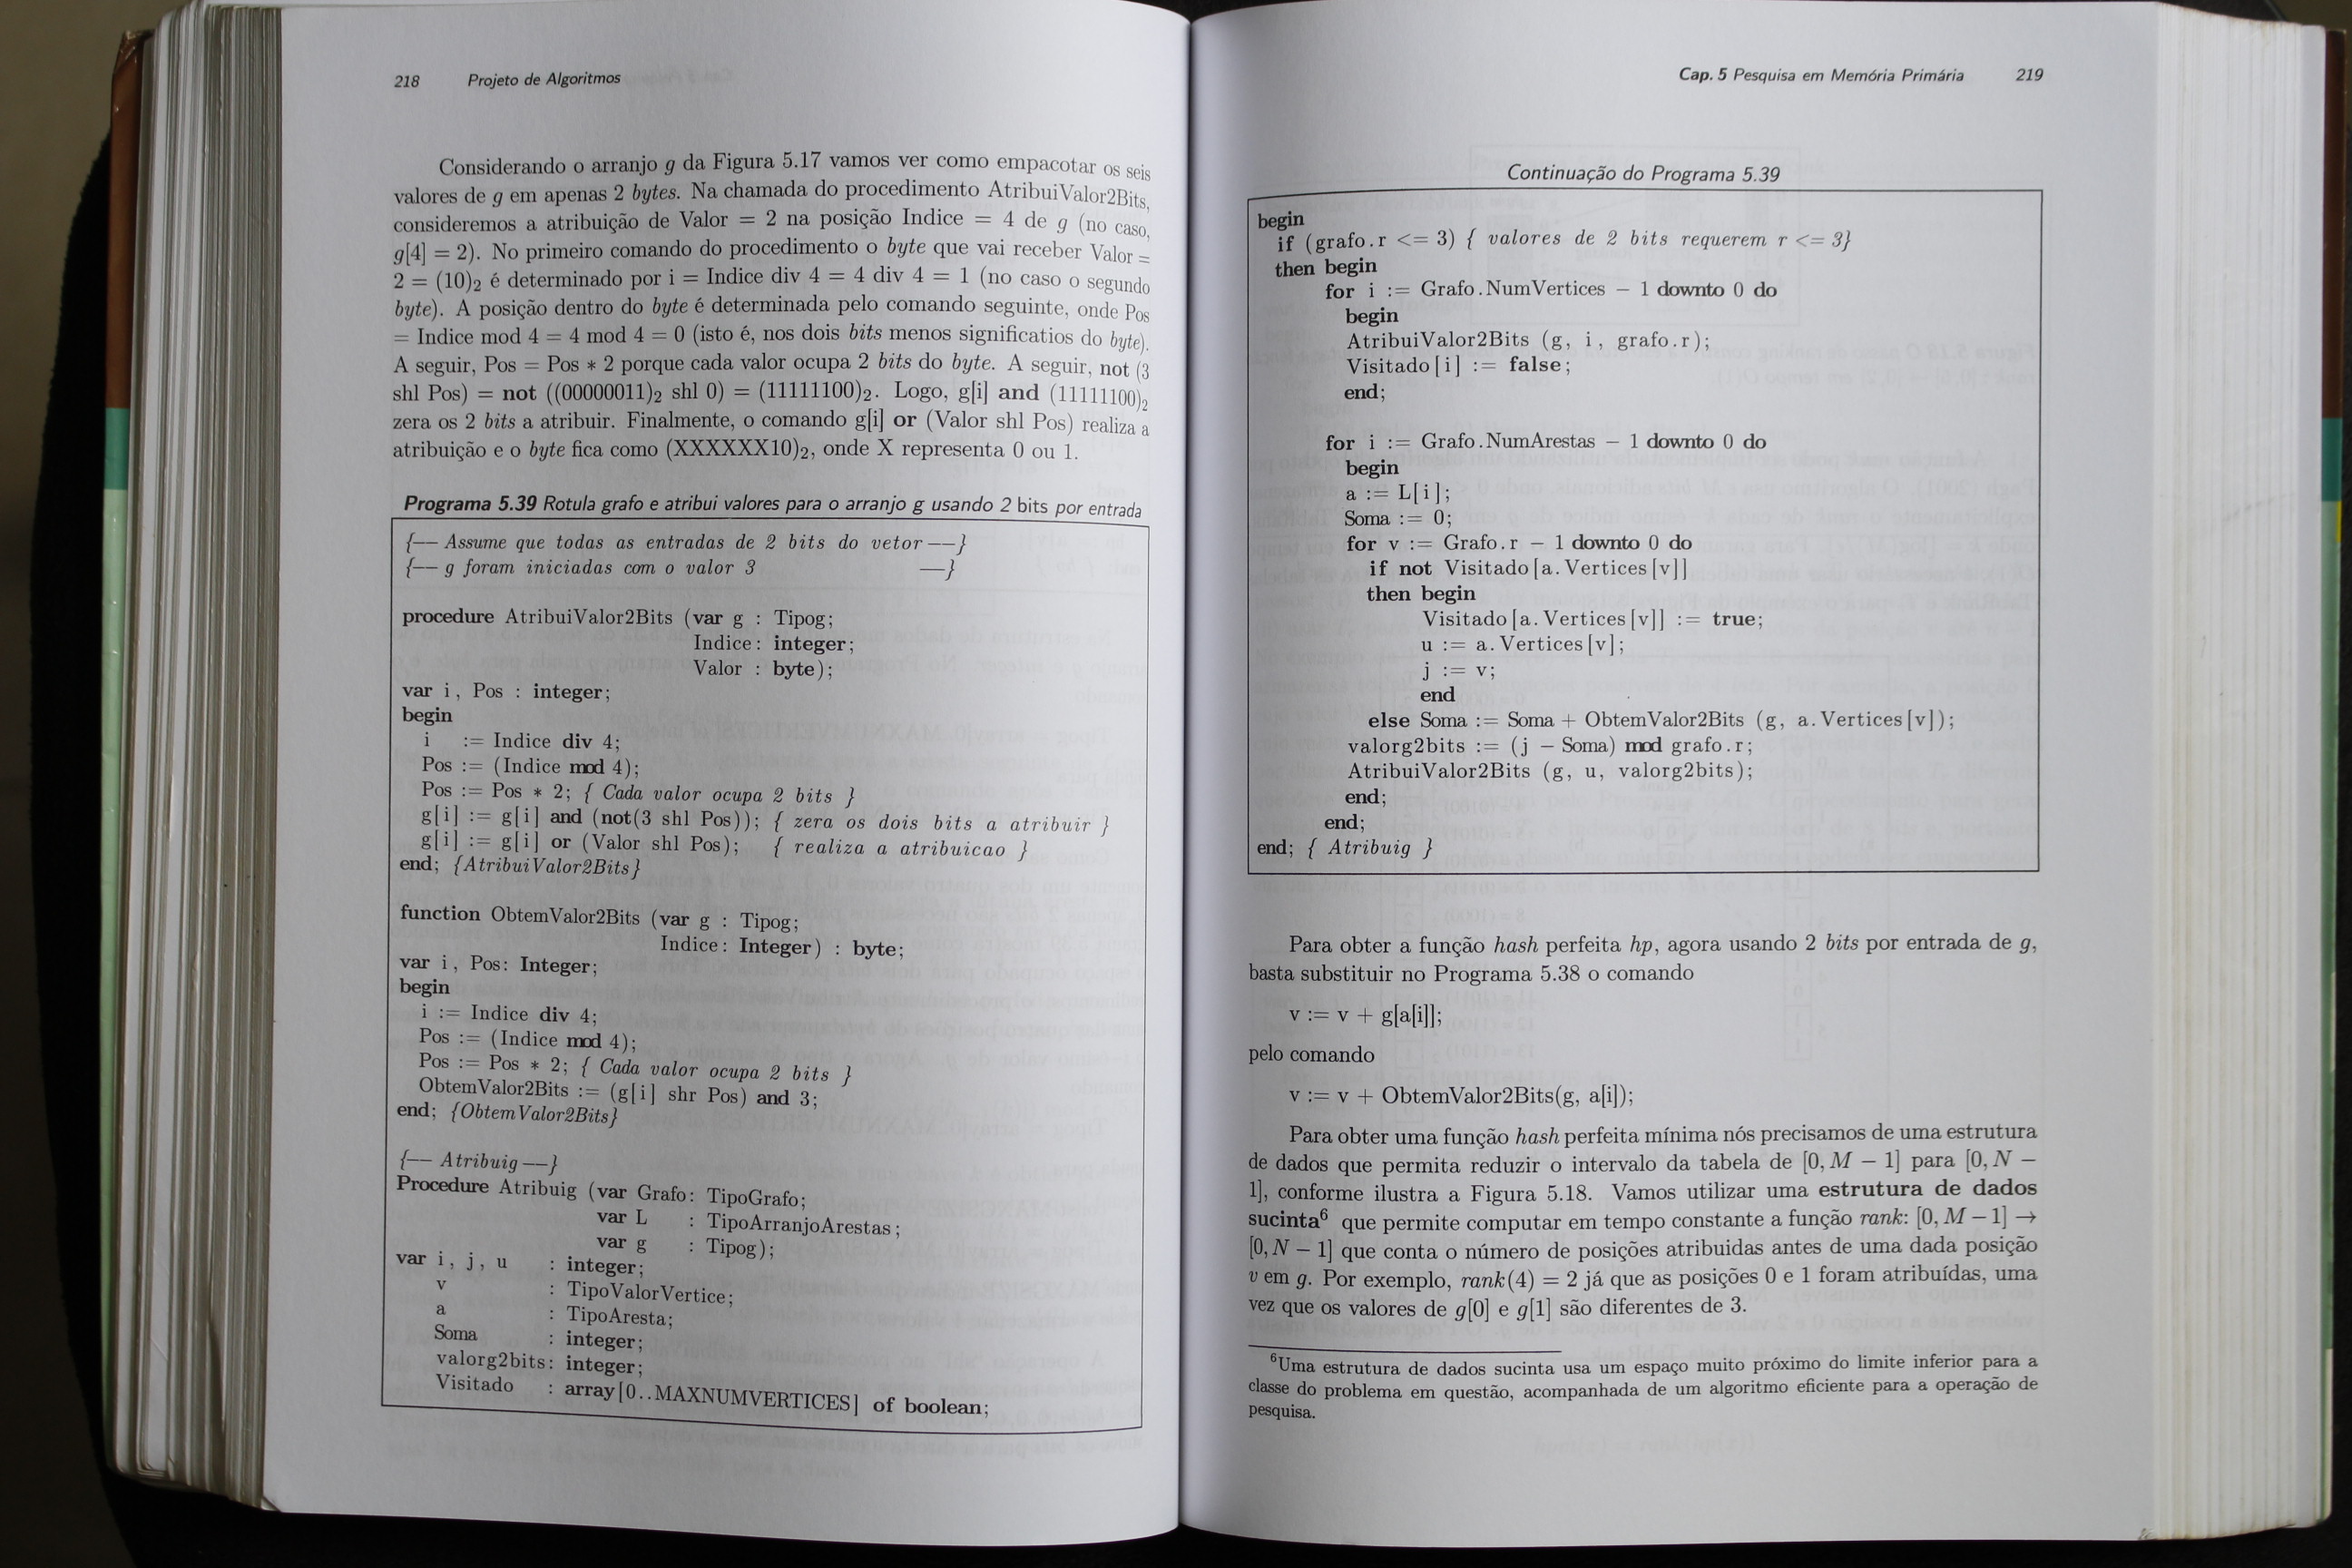 218 Projeto de Algoritmos
Considerando o arranjo g da Figura 5.17 vamos ver como empacotar os seis
valores de g em apenas 2 bytes. Na chamada do procedimento AtribuiValor2Bits,
consideremos a atribuição de Valor = 2 na posição Indice = 4 de g (no caso,
g[4] = 2). No primeiro comando do procedimento o byte que vai receber Valor =
2 = (10)₂ é determinado por i = Indice div 4 = 4 div 4 = 1 (no caso o segundo
byte). A posição dentro do byte é determinada pelo comando seguinte, onde Pos
= Indice mod 4 = 4 mod 4 = 0 (isto é, nos dois bits menos significatios do byte).
A seguir, Pos = Pos * 2 porque cada valor ocupa 2 bits do byte. A seguir, not (3
shl Pos) = not ((00000011)₂ shl 0) = (11111100)₂. Logo, g[i] and (11111100)₂
zera os 2 bits a atribuir. Finalmente, o comando g[i] or (Valor shl Pos) realiza a
atribuição e o byte fica como (XXXXXX10)₂, onde X representa 0 ou 1.
Programa 5.39 Rotula grafo e atribui valores para o arranjo g usando 2 bits por entrada
{-- Assume que todas as entradas de 2 bits do vetor --}
{-- g foram iniciadas com o valor 3 --}
procedure AtribuiValor2Bits (var g : Tipog;
Indice: integer;
Valor : byte);
var i, Pos : integer;
begin
i := Indice div 4;
Pos := (Indice mod 4);
Pos := Pos * 2; { Cada valor ocupa 2 bits }
g[i] := g[i] and (not(3 shl Pos)); { zera os dois bits a atribuir }
g[i] := g[i] or (Valor shl Pos); { realiza a atribuicao }
end; {AtribuiValor2Bits}
function ObtemValor2Bits (var g : Tipog;
Indice: Integer) : byte;
var i, Pos: Integer;
begin
i := Indice div 4;
Pos := (Indice mod 4);
Pos := Pos * 2; { Cada valor ocupa 2 bits }
ObtemValor2Bits := (g[i] shr Pos) and 3;
end; {ObtemValor2Bits}
{-- Atribuig --}
Procedure Atribuig (var Grafo: TipoGrafo;
var L : TipoArranjoArestas;
var g : Tipog);
var i, j, u : integer;
v : TipoValorVertice;
a : TipoAresta;
Soma : integer;
valorg2bits: integer;
Visitado : array[0..MAXNUMVERTICES] of boolean;
Cap. 5 Pesquisa em Memória Primária 219
Continuação do Programa 5.39
begin
if (grafo.r <= 3) { valores de 2 bits requerem r <= 3}
then begin
for i := Grafo.NumVertices - 1 downto 0 do
begin
AtribuiValor2Bits (g, i, grafo.r);
Visitado[i] := false;
end;
for i := Grafo.NumArestas - 1 downto 0 do
begin
a := L[i];
Soma := 0;
for v := Grafo.r - 1 downto 0 do
if not Visitado[a.Vertices[v]]
then begin
Visitado[a.Vertices[v]] := true;
u := a.Vertices[v];
j := v;
end
else Soma := Soma + ObtemValor2Bits (g, a.Vertices[v]);
valorg2bits := (j - Soma) mod grafo.r;
AtribuiValor2Bits (g, u, valorg2bits);
end;
end;
end; { Atribuig }
Para obter a função hash perfeita hp, agora usando 2 bits por entrada de g,
basta substituir no Programa 5.38 o comando
v := v + g[a[i]];
pelo comando
v := v + ObtemValor2Bits(g, a[i]);
Para obter uma função hash perfeita mínima nós precisamos de uma estrutura
de dados que permita reduzir o intervalo da tabela de [0, M − 1] para [0, N −
1], conforme ilustra a Figura 5.18. Vamos utilizar uma estrutura de dados
sucinta⁶ que permite computar em tempo constante a função rank: [0, M − 1] →
[0, N − 1] que conta o número de posições atribuidas antes de uma dada posição
v em g. Por exemplo, rank(4) = 2 já que as posições 0 e 1 foram atribuídas, uma
vez que os valores de g[0] e g[1] são diferentes de 3.
⁶Uma estrutura de dados sucinta usa um espaço muito próximo do limite inferior para a
classe do problema em questão, acompanhada de um algoritmo eficiente para a operação de
pesquisa.